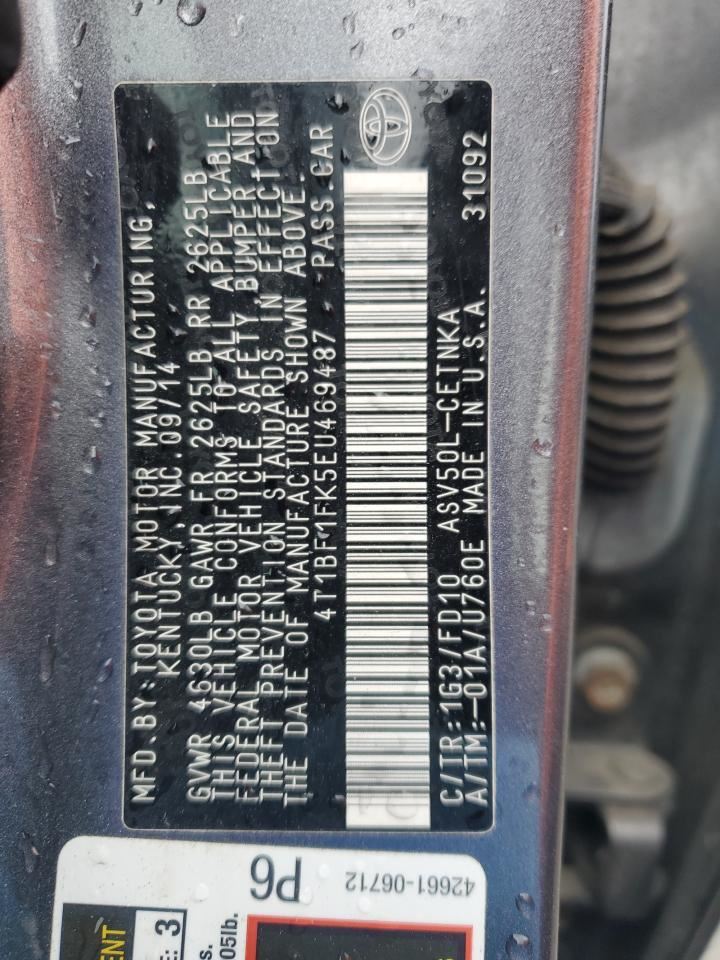 MFD.BY:TOYOTA MOTOR MANUFACTURING,
KENTUCKY, INC.09/14
GVWR 4630LB GAWR FR 2625LB RR 2625LB
THIS VEHICLE CONFORMS TO ALL APPLICABLE
FEDERAL MOTOR VEHICLE SAFETY,BUMPER AND
THEFT PREVENTION STANDARDS IN EFFECT ON
THE DATE OF MANUFACTURE SHOWN ABOVE.
4T1BF1FK5EU469487 PASS.CAR
C/TR:1G3/FD10 ASV50L-CETNKA
A/TM:-01A/U760E MADE IN U.S.A. 31092
P6
42661-06712
3
05lb.